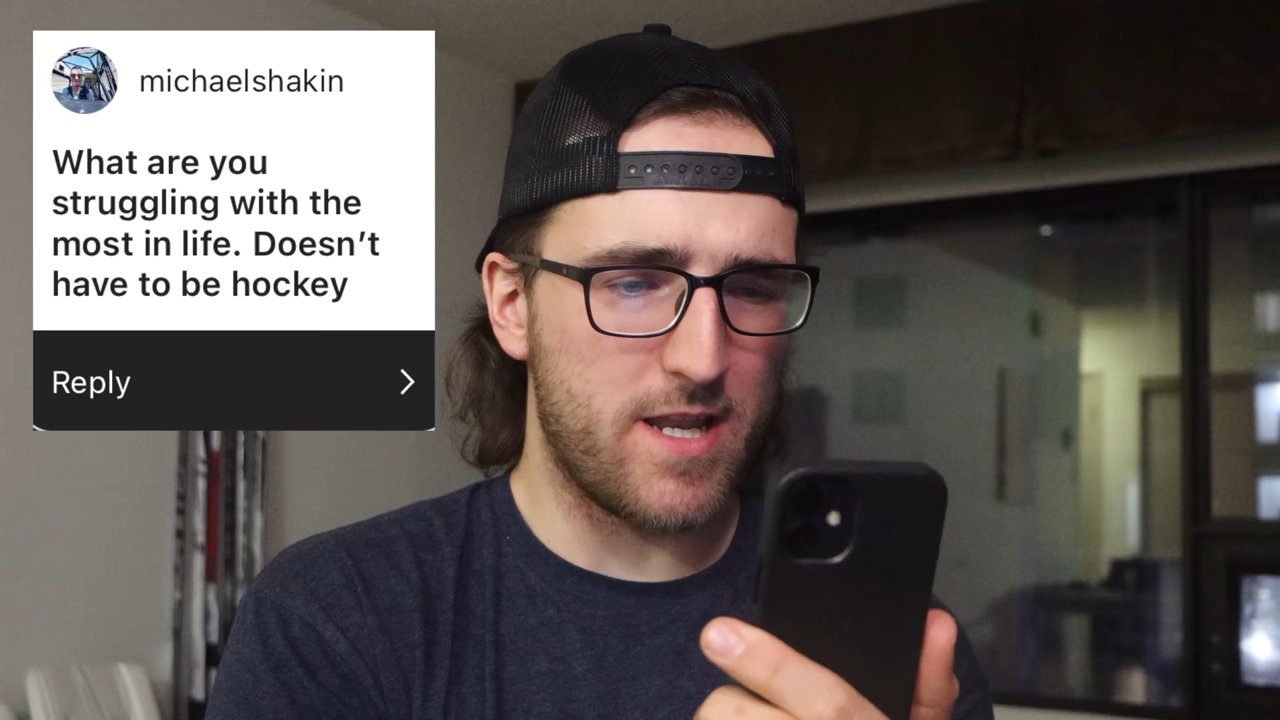 michaelshakin
What are you
struggling with the
most in life. Doesn’t
have to be hockey
Reply